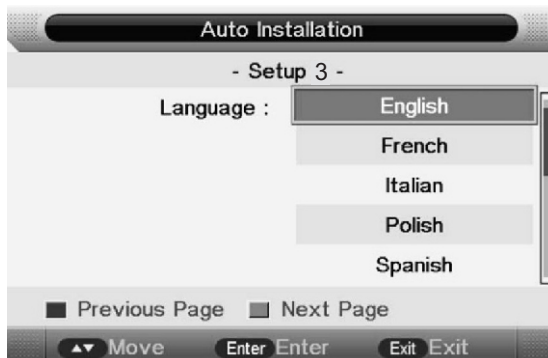 Auto Installation
- Setup 3 -
Language : English
French
Italian
Polish
Spanish
Previous Page Next Page
Move Enter Enter Exit Exit